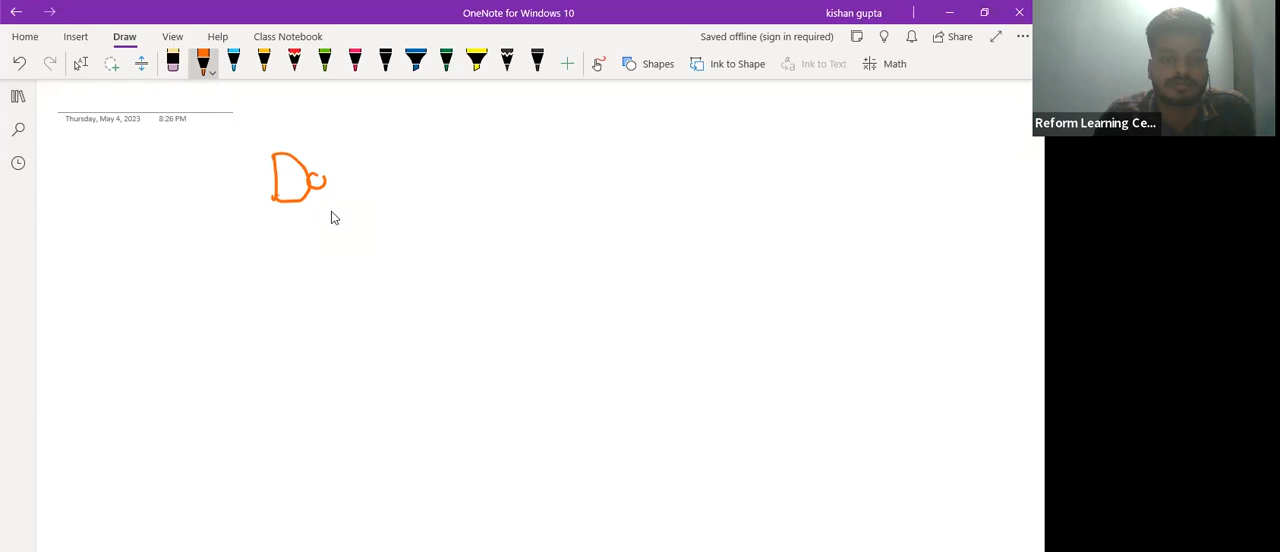 OneNote for Windows 10
kishan gupta
Home Insert Draw View Help Class Notebook
Saved offline (sign in required)
Share
Shapes Ink to Shape Ink to Text Math
Thursday, May 4, 2023 8:26 PM
Reform Learning Ce...